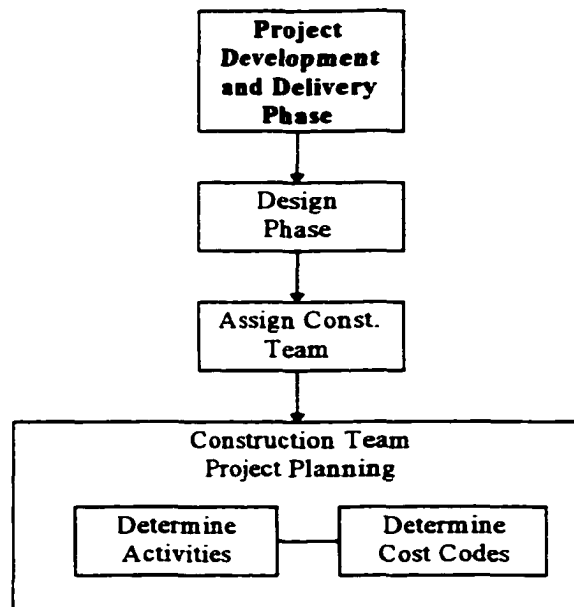 Project
Development
and Delivery
Phase
Design
Phase
Assign Const.
Team
Construction Team
Project Planning
Determine
Activities
Determine
Cost Codes